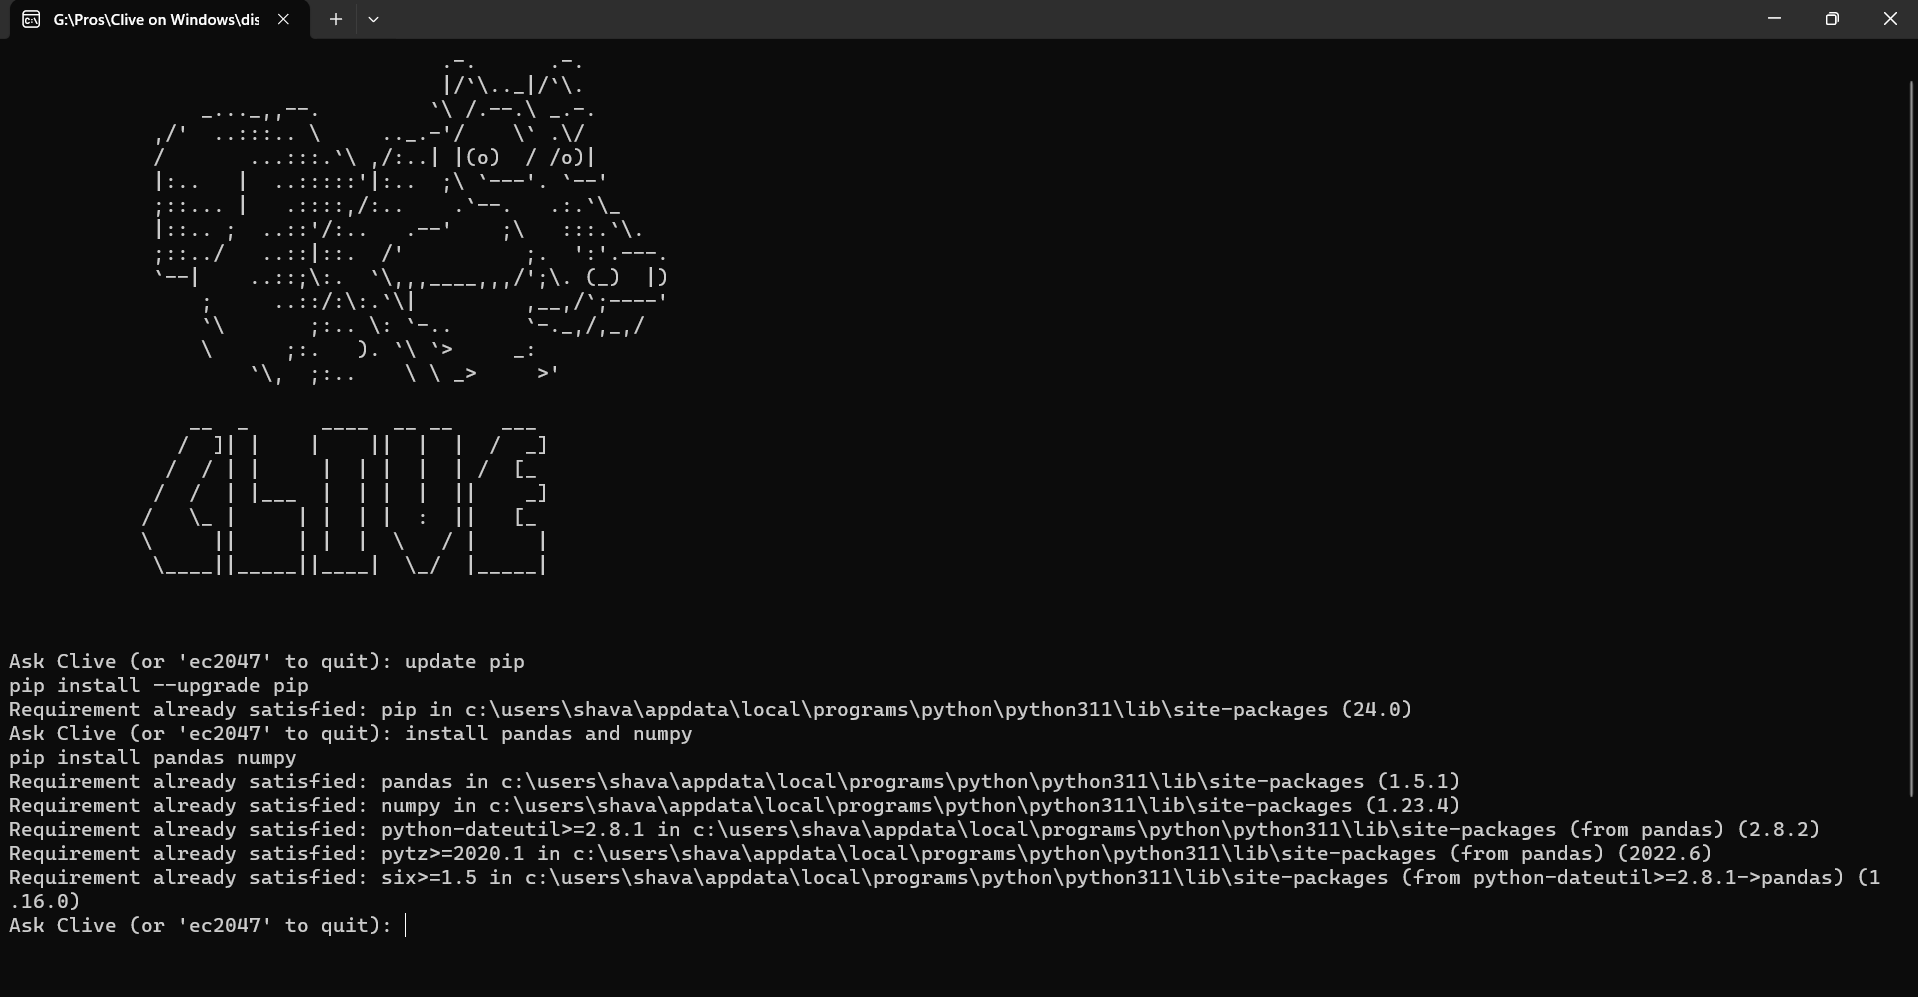 G:\Pros\Clive on Windows\dis
Ask Clive (or 'ec2047' to quit): update pip
pip install --upgrade pip
Requirement already satisfied: pip in c:\users\shava\appdata\local\programs\python\python311\lib\site-packages (24.0)
Ask Clive (or 'ec2047' to quit): install pandas and numpy
pip install pandas numpy
Requirement already satisfied: pandas in c:\users\shava\appdata\local\programs\python\python311\lib\site-packages (1.5.1)
Requirement already satisfied: numpy in c:\users\shava\appdata\local\programs\python\python311\lib\site-packages (1.23.4)
Requirement already satisfied: python-dateutil>=2.8.1 in c:\users\shava\appdata\local\programs\python\python311\lib\site-packages (from pandas) (2.8.2)
Requirement already satisfied: pytz>=2020.1 in c:\users\shava\appdata\local\programs\python\python311\lib\site-packages (from pandas) (2022.6)
Requirement already satisfied: six>=1.5 in c:\users\shava\appdata\local\programs\python\python311\lib\site-packages (from python-dateutil>=2.8.1->pandas) (1
.16.0)
Ask Clive (or 'ec2047' to quit):